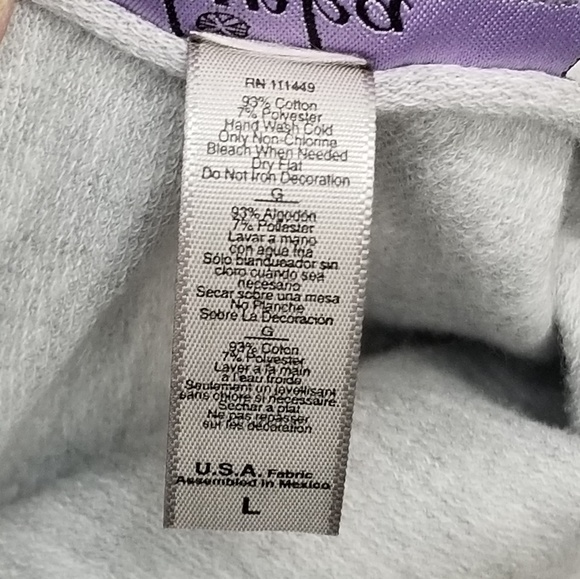 RN 111449
93% Cotton
7% Polyester
Hand Wash Cold
Only Non-Chlorine
Bleach When Needed
Dry Flat
Do Not Iron Decoration
G
93% Algodón
7% Poliester
Lavar a mano
con agua fria
Sólo blanqueador sin
cloro cuando sea
necesario
Secar sobre una mesa
No Planche
Sobre La Decoración
G
93% Coton
7% Polyester
Laver a la main
a l'eau froide
Seulement un javellisant
sans chlore si nécessaire
Sechar a plat
Ne pas repasser
sur les décoration
U.S.A. Fabric
Assembled in Mexico
L